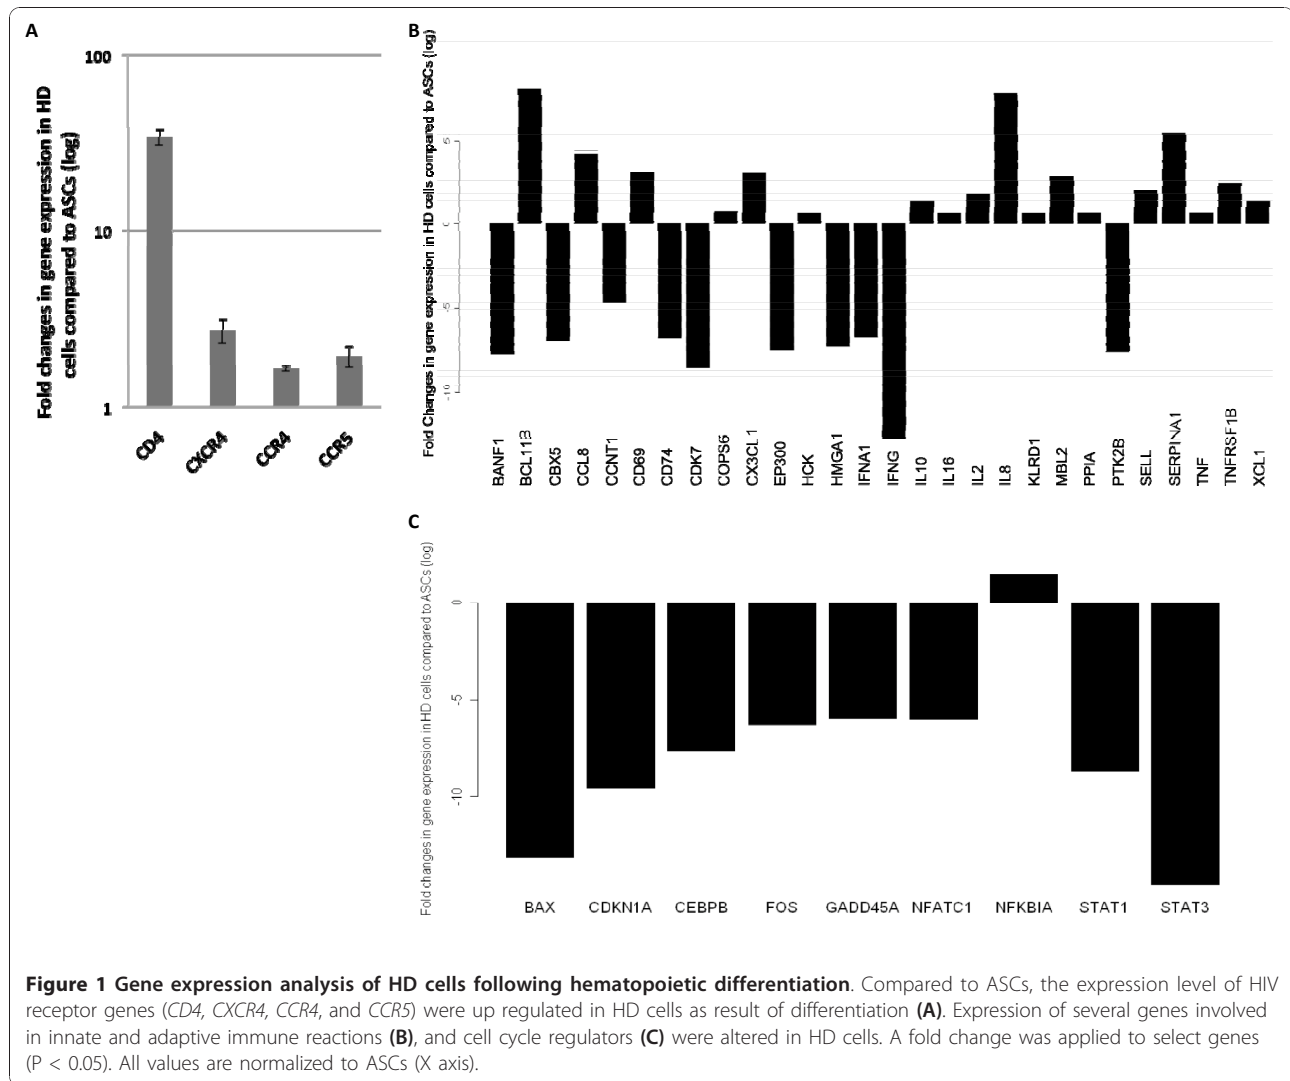 A
Fold changes in gene expression in HD
cells compared to ASCs (log)
100
10
1
CD4
CXCR4
CCR4
CCR5
B
Fold Changes in gene expression in HD cells compared to ASCs (log)
5
0
-5
-10
BANF1
BCL11B
CBX5
CCL8
CCNT1
CD69
CD74
CDK7
COPS6
CX3CL1
EP300
HCK
HMGA1
IFNA1
IFNG
IL10
IL16
IL2
IL8
KLRD1
MBL2
PPIA
PTK2B
SELL
SERPINA1
TNF
TNFRSF1B
XCL1
C
Fold changes in gene expression in HD cells compared to ASCs (log)
0
-5
-10
BAX CDKN1A CEBPB FOS GADD45A NFATC1 NFKBIA STAT1 STAT3
Figure 1 Gene expression analysis of HD cells following hematopoietic differentiation. Compared to ASCs, the expression level of HIV
receptor genes (CD4, CXCR4, CCR4, and CCR5) were up regulated in HD cells as result of differentiation (A). Expression of several genes involved
in innate and adaptive immune reactions (B), and cell cycle regulators (C) were altered in HD cells. A fold change was applied to select genes
(P < 0.05). All values are normalized to ASCs (X axis).